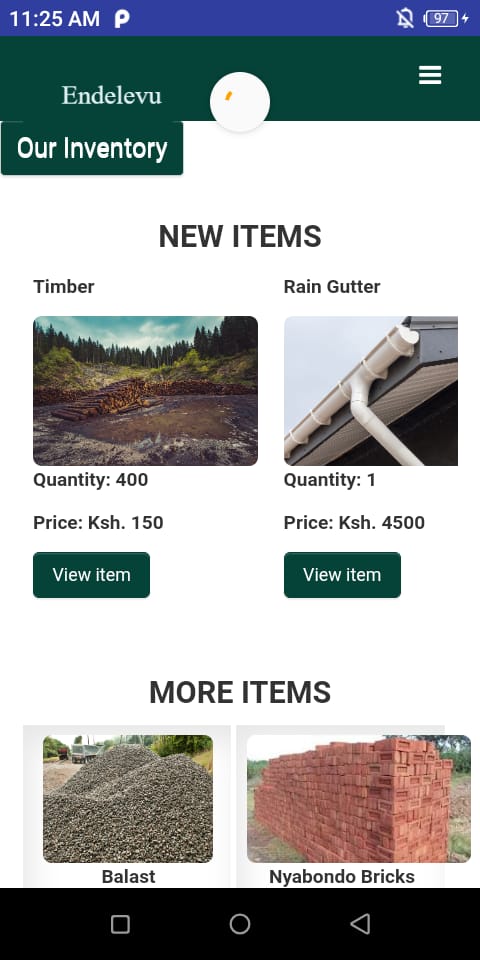 11:25 AM
97
Endelevu
Our Inventory
NEW ITEMS
Timber
Rain Gutter
Quantity: 400
Quantity: 1
Price: Ksh. 150
Price: Ksh. 4500
View item
View item
MORE ITEMS
Balast
Nyabondo Bricks